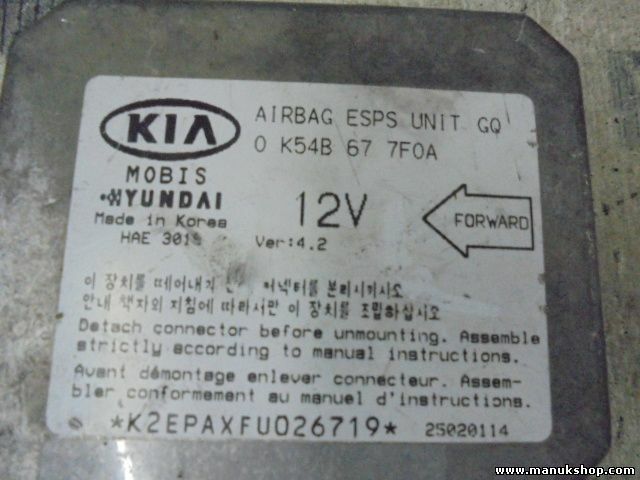 KIA
AIRBAG ESPS UNIT GQ
0 K54B 67 7F0A
MOBIS
HYUNDAI
Made in Korea
HAE 301
12V
Ver:4.2
FORWARD
이 장치를 떼어내기 커넥터를 분리시키시오
안내 책자의 지침에 따라서만 이 장치를 조립하십시오
Detach connector before unmounting. Assemble
strictly according to manual instructions.
Avant démontage enlever connecteur. Assem-
bler conformement au manuel d'instructions.
*K2EPAXFU026719*
25020114
www.manukshop.com